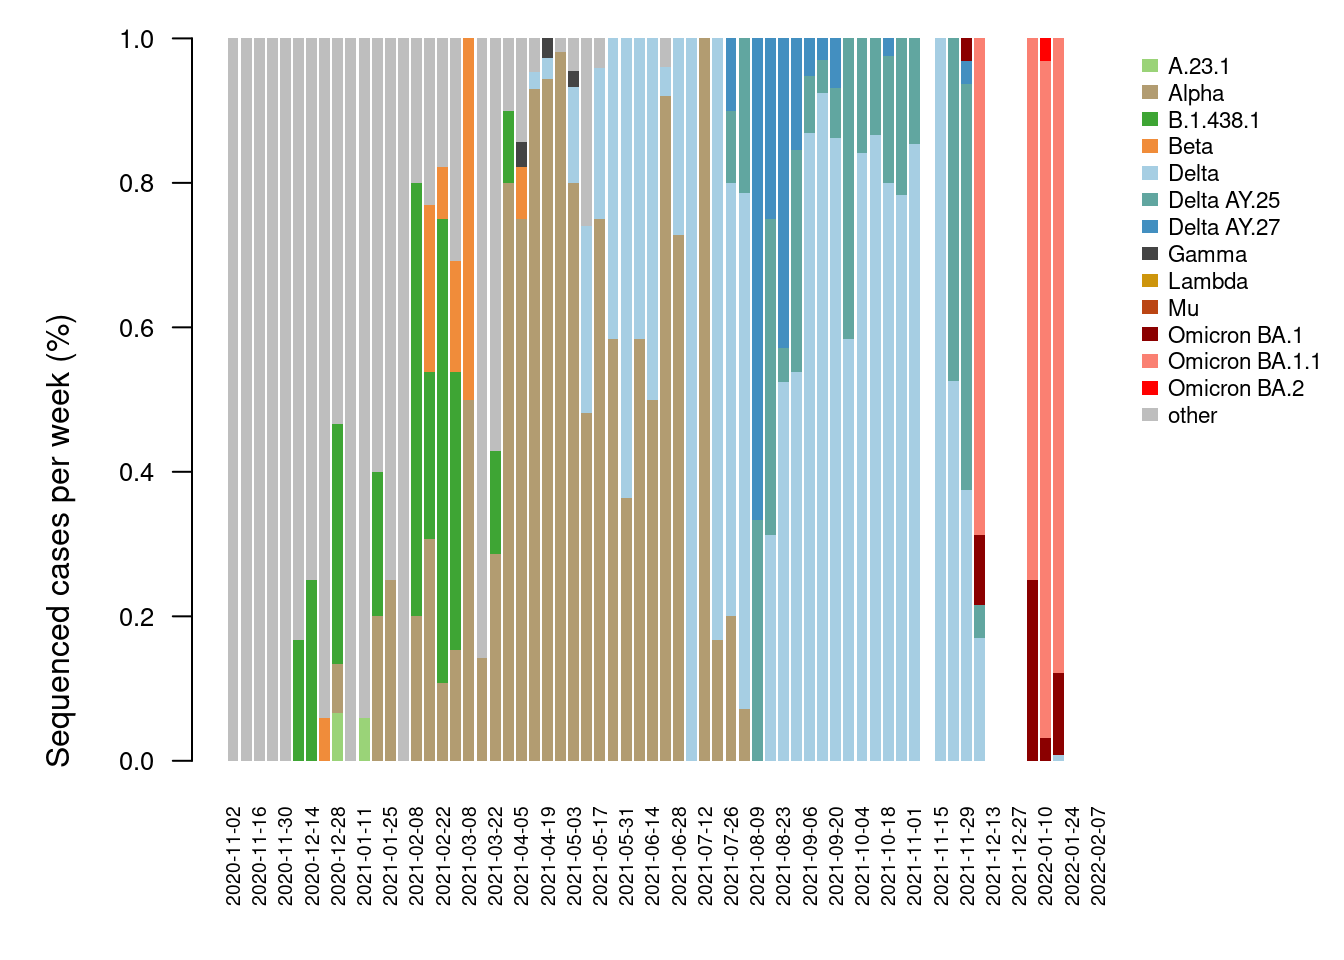 Sequenced cases per week (%)
1.0
0.8
0.6
0.4
0.2
0.0
2020-11-02
2020-11-16
2020-11-30
2020-12-14
2020-12-28
2021-01-11
2021-01-25
2021-02-08
2021-02-22
2021-03-08
2021-03-22
2021-04-05
2021-04-19
2021-05-03
2021-05-17
2021-05-31
2021-06-14
2021-06-28
2021-07-12
2021-07-26
2021-08-09
2021-08-23
2021-09-06
2021-09-20
2021-10-04
2021-10-18
2021-11-01
2021-11-15
2021-11-29
2021-12-13
2021-12-27
2022-01-10
2022-01-24
2022-02-07
A.23.1
Alpha
B.1.438.1
Beta
Delta
Delta AY.25
Delta AY.27
Gamma
Lambda
Mu
Omicron BA.1
Omicron BA.1.1
Omicron BA.2
other